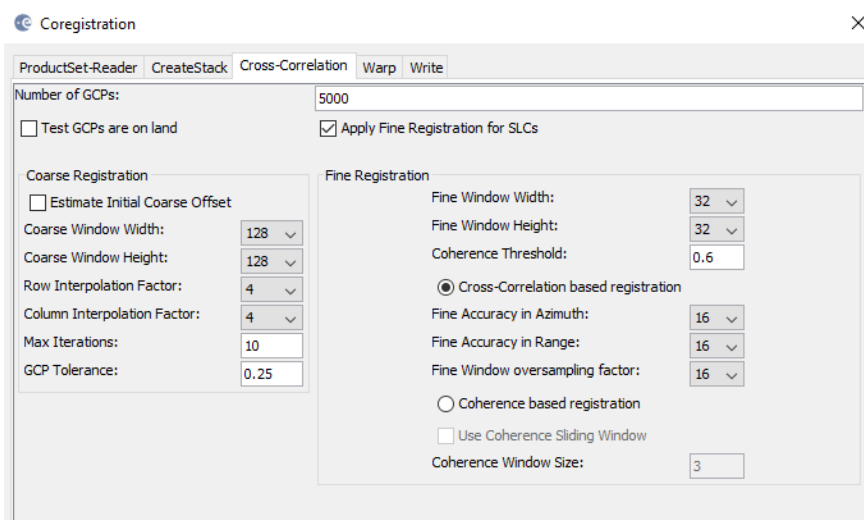 Coregistration
ProductSet-Reader CreateStack Cross-Correlation Warp Write
Number of GCPs: 5000
Test GCPs are on land Apply Fine Registration for SLCs
Coarse Registration
Estimate Initial Coarse Offset
Coarse Window Width: 128
Coarse Window Height: 128
Row Interpolation Factor: 4
Column Interpolation Factor: 4
Max Iterations: 10
GCP Tolerance: 0.25
Fine Registration
Fine Window Width: 32
Fine Window Height: 32
Coherence Threshold: 0.6
Cross-Correlation based registration
Fine Accuracy in Azimuth: 16
Fine Accuracy in Range: 16
Fine Window oversampling factor: 16
Coherence based registration
Use Coherence Sliding Window
Coherence Window Size: 3